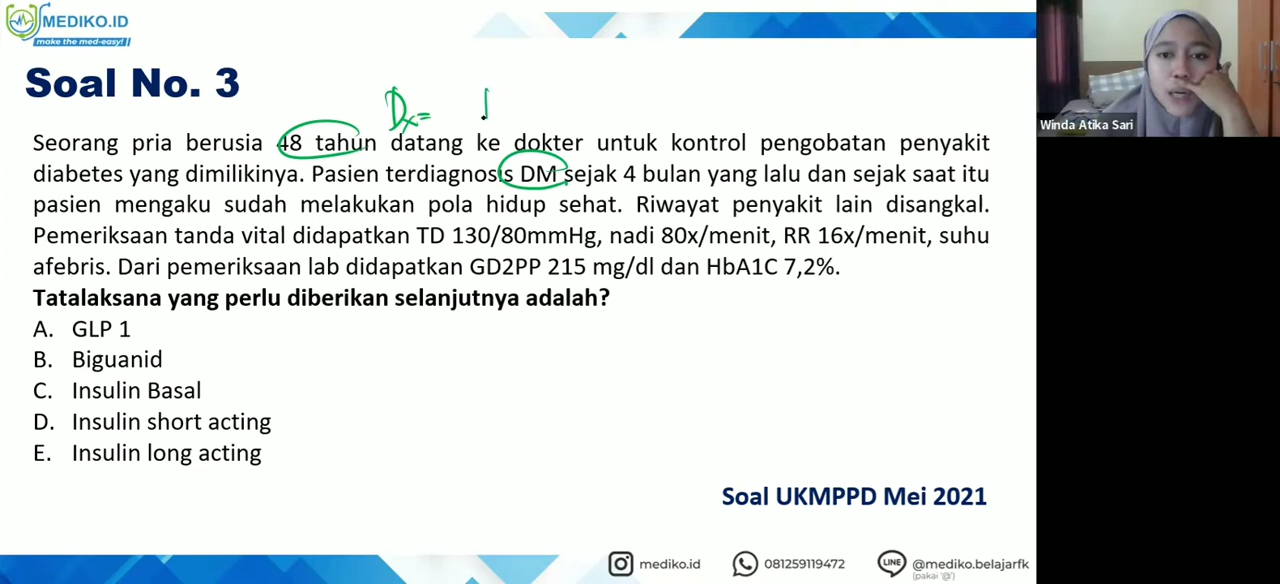 MEDIKO.ID
make the med-easy!
Soal No. 3
Dx=
Seorang pria berusia 48 tahun datang ke dokter untuk kontrol pengobatan penyakit
diabetes yang dimilikinya. Pasien terdiagnosis DM sejak 4 bulan yang lalu dan sejak saat itu
pasien mengaku sudah melakukan pola hidup sehat. Riwayat penyakit lain disangkal.
Pemeriksaan tanda vital didapatkan TD 130/80mmHg, nadi 80x/menit, RR 16x/menit, suhu
afebris. Dari pemeriksaan lab didapatkan GD2PP 215 mg/dl dan HbA1C 7,2%.
Tatalaksana yang perlu diberikan selanjutnya adalah?
A. GLP 1
B. Biguanid
C. Insulin Basal
D. Insulin short acting
E. Insulin long acting
Soal UKMPPD Mei 2021
mediko.id
081259119472
LINE
@mediko.belajarfk
(pakai '@')
Winda Atika Sari